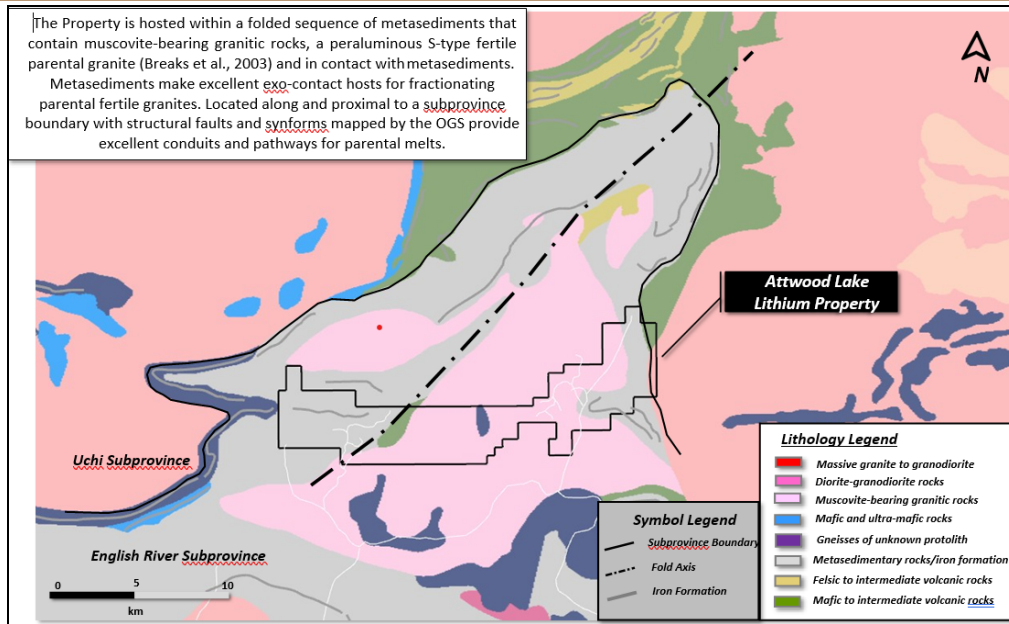 The Property is hosted within a folded sequence of metasediments that
contain muscovite-bearing granitic rocks, a peraluminous S-type fertile
parental granite (Breaks et al., 2003) and in contact with metasediments.
Metasediments make excellent exo-contact hosts for fractionating
parental fertile granites. Located along and proximal to a subprovince
boundary with structural faults and synforms mapped by the OGS provide
excellent conduits and pathways for parental melts.
N
Attwood Lake
Lithium Property
Uchi Subprovince
English River Subprovince
0 5 10
km
Symbol Legend
Subprovince Boundary
Fold Axis
Iron Formation
Lithology Legend
Massive granite to granodiorite
Diorite-granodiorite rocks
Muscovite-bearing granitic rocks
Mafic and ultra-mafic rocks
Gneisses of unknown protolith
Metasedimentary rocks/iron formation
Felsic to intermediate volcanic rocks
Mafic to intermediate volcanic rocks